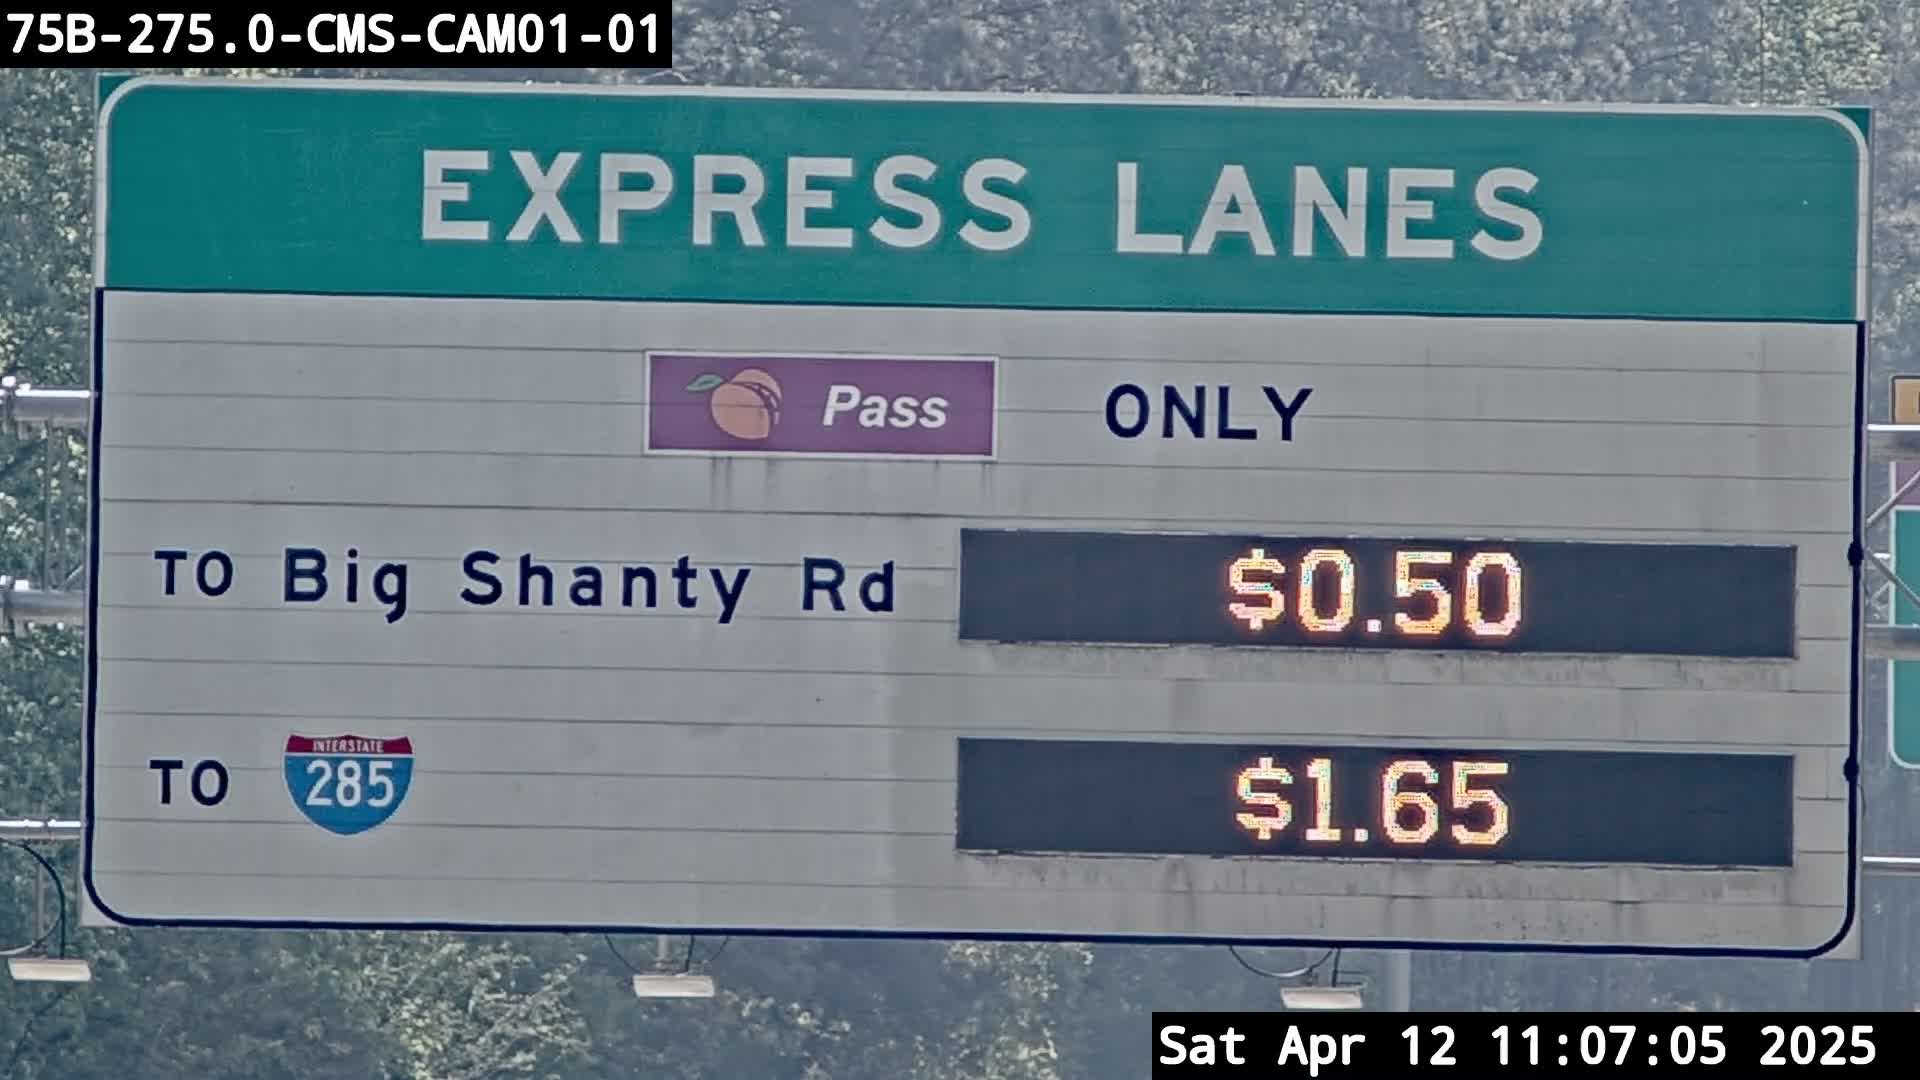 75B-275.0-CMS-CAM01-01
EXPRESS LANES
Pass ONLY
TO Big Shanty Rd $0.50
TO INTERSTATE 285 $1.65
Sat Apr 12 11:07:05 2025